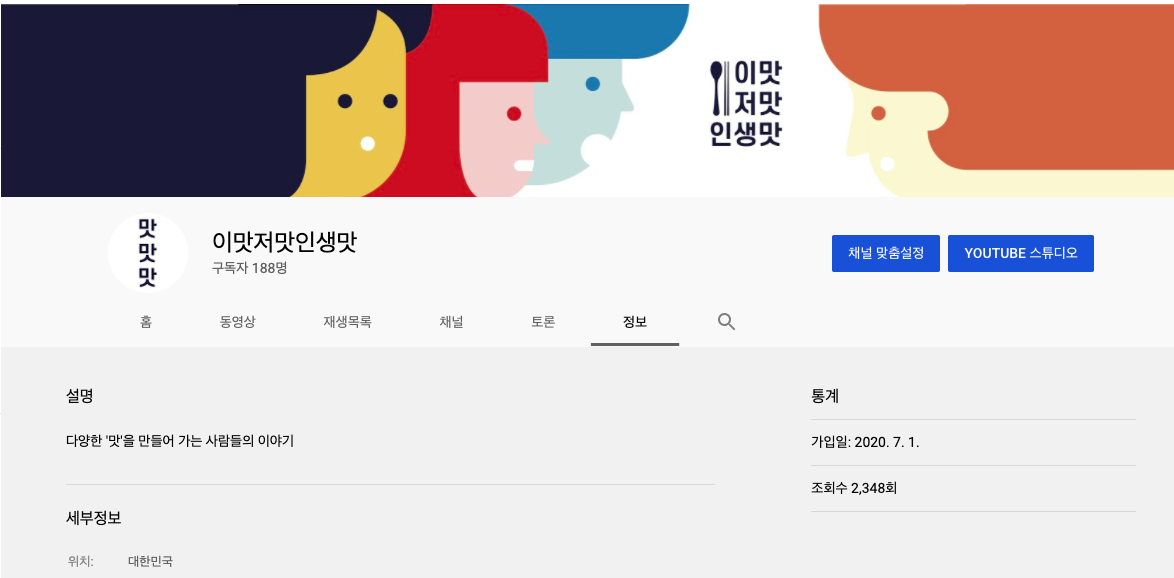 이맛
저맛
인생맛
맛
맛
맛
이맛저맛인생맛
구독자 188명
채널 맞춤설정
YOUTUBE 스튜디오
홈 동영상 재생목록 채널 토론 정보
설명
다양한 '맛'을 만들어 가는 사람들의 이야기
세부정보
위치: 대한민국
통계
가입일: 2020. 7. 1.
조회수 2,348회